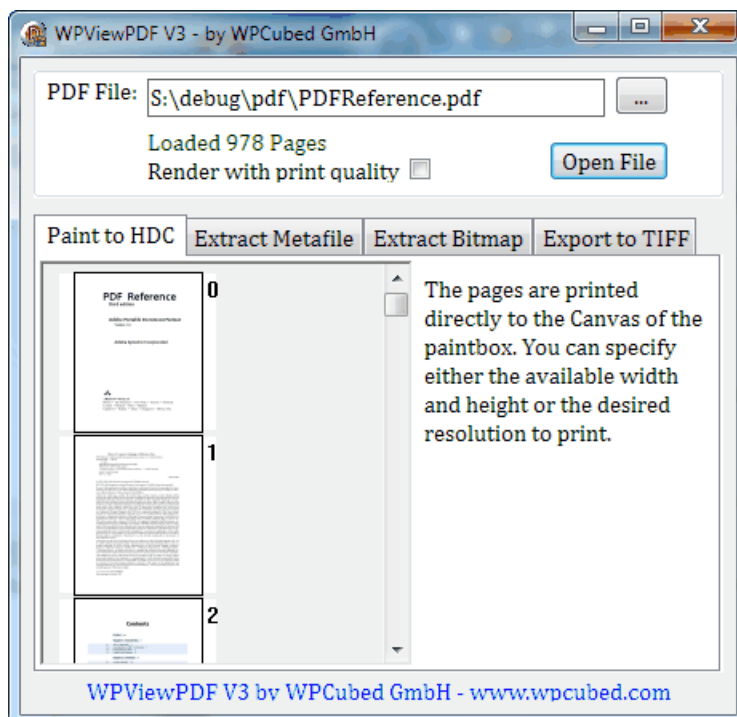 WPViewPDF V3 - by WPCubed GmbH
PDF File: S:\debug\pdf\PDFReference.pdf ...
Loaded 978 Pages
Render with print quality
Open File
Paint to HDC Extract Metafile Extract Bitmap Export to TIFF
PDF Reference
0
The pages are printed
directly to the Canvas of the
paintbox. You can specify
either the available width
and height or the desired
resolution to print.
1
2
Contents
WPViewPDF V3 by WPCubed GmbH - www.wpcubed.com